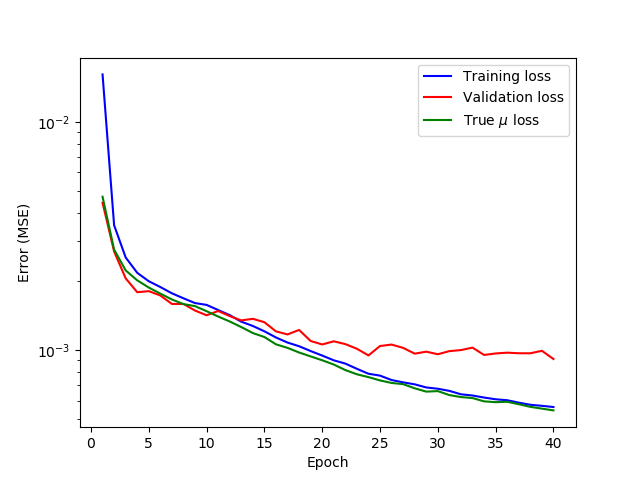 Training loss
Validation loss
True μ loss
10⁻²
10⁻³
Error (MSE)
0 5 10 15 20 25 30 35 40
Epoch